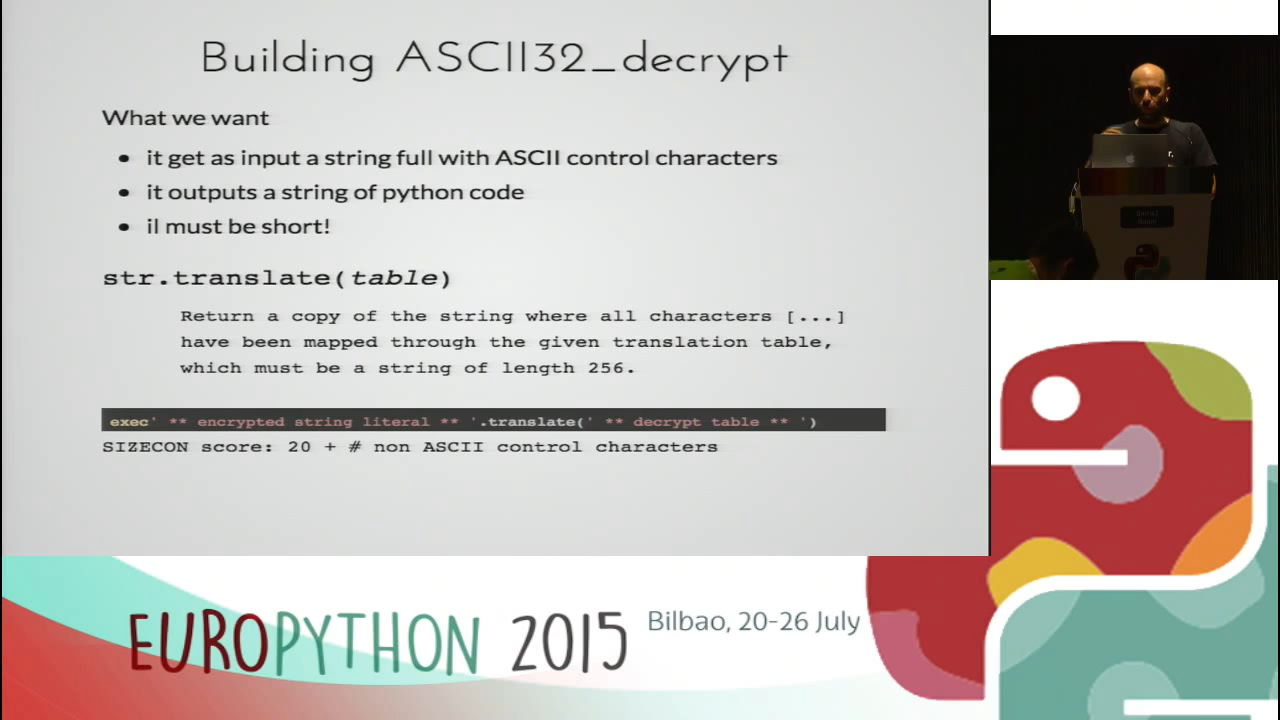 Building ASCII32_decrypt
What we want
• it get as input a string full with ASCII control characters
• it outputs a string of python code
• il must be short!
str.translate(table)
Return a copy of the string where all characters [...]
have been mapped through the given translation table,
which must be a string of length 256.
exec' ** encrypted string literal ** '.translate(' ** decrypt table ** ')
SIZECON score: 20 + # non ASCII control characters
EUROPYTHON 2015
Bilbao, 20-26 July